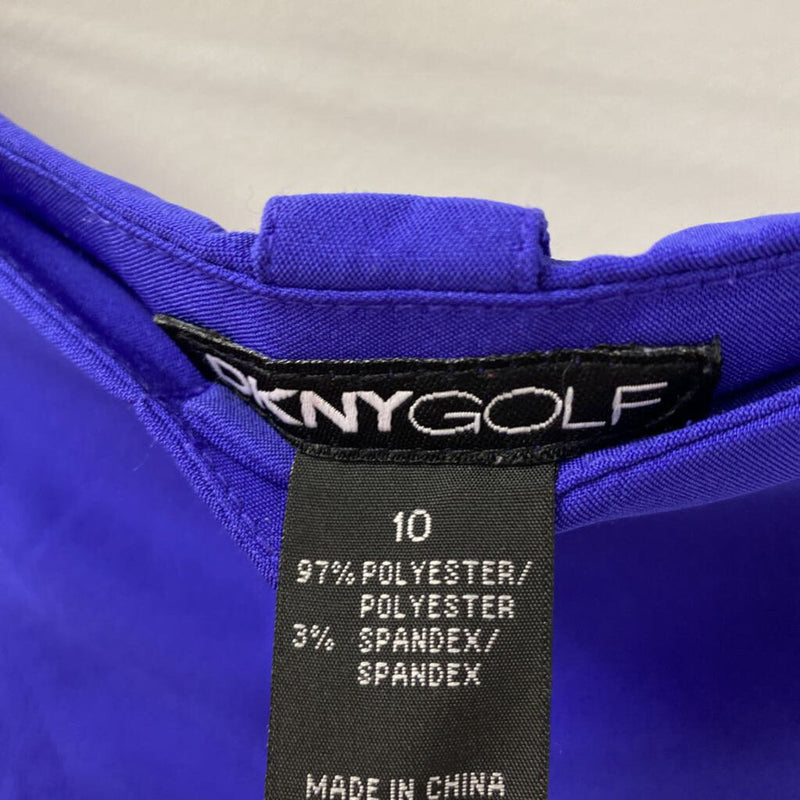 DKNYGOLF
10
97% POLYESTER/
POLYESTER
3% SPANDEX/
SPANDEX
MADE IN CHINA